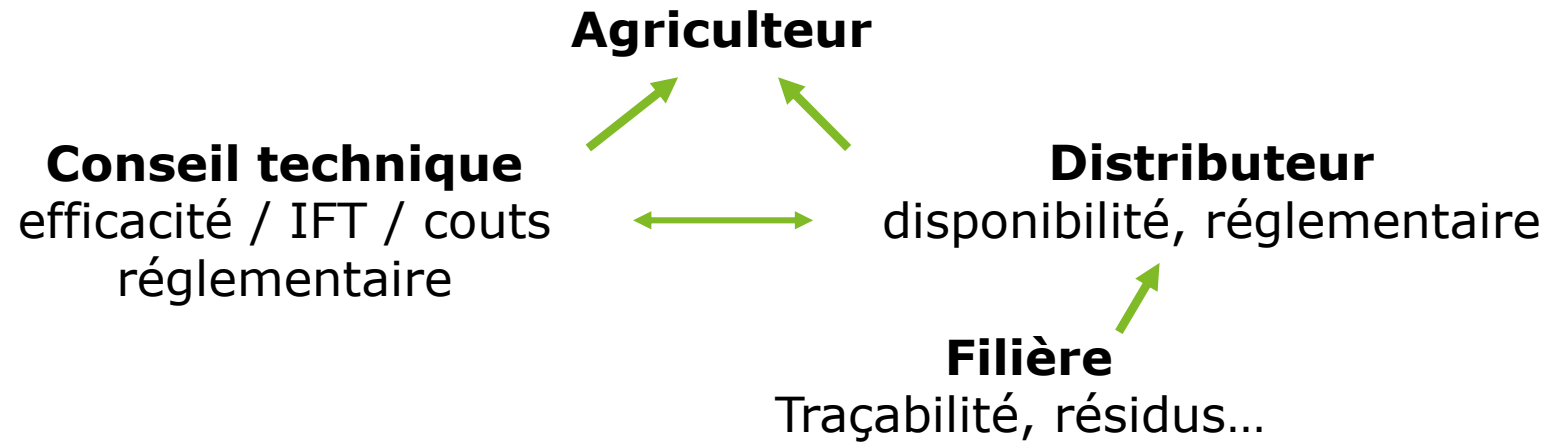 Agriculteur
Conseil technique
efficacité / IFT / couts
réglementaire
Distributeur
disponibilité, réglementaire
Filière
Traçabilité, résidus…